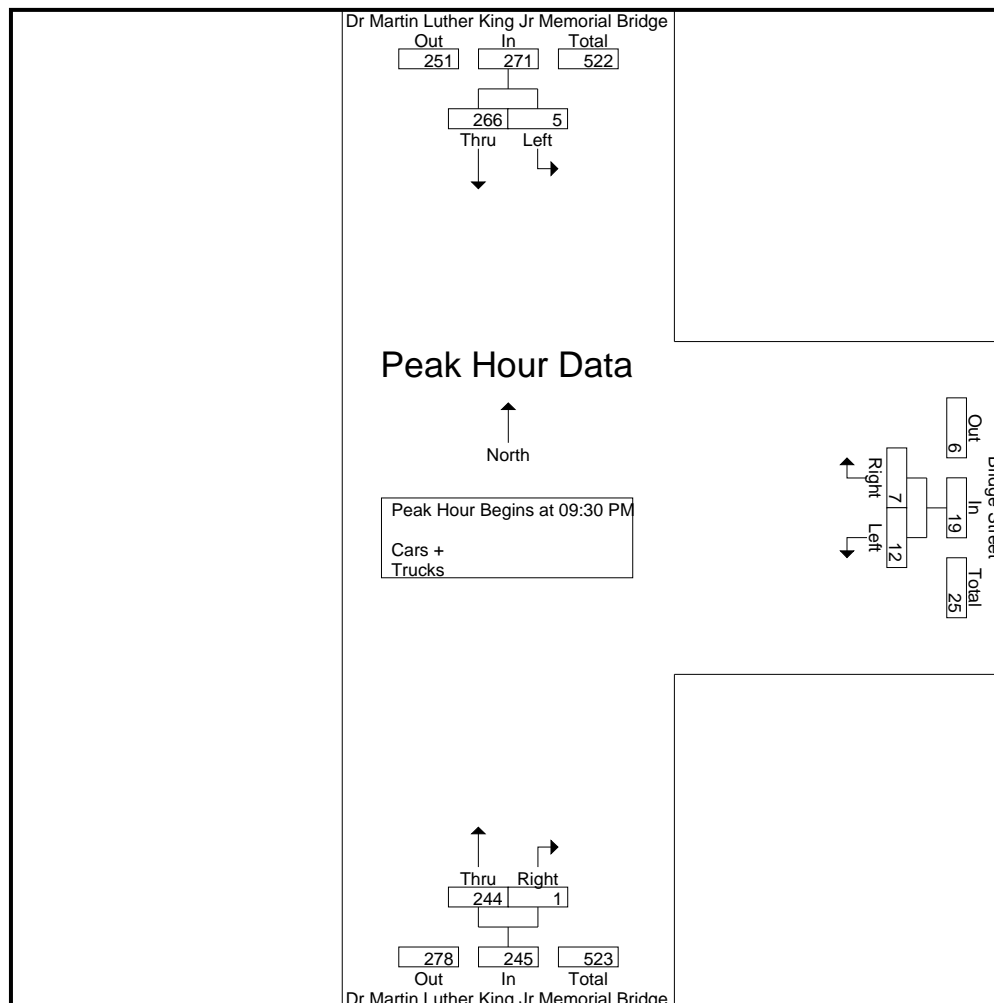 Dr Martin Luther King Jr Memorial Bridge
Out In Total
251 271 522
266 5
Thru Left
Peak Hour Data
North
Peak Hour Begins at 09:30 PM
Cars +
Trucks
Right Left
7 12
Out In Total
6 19 25
Bridge Street
Thru Right
244 1
278 245 523
Out In Total
Dr Martin Luther King Jr Memorial Bridge